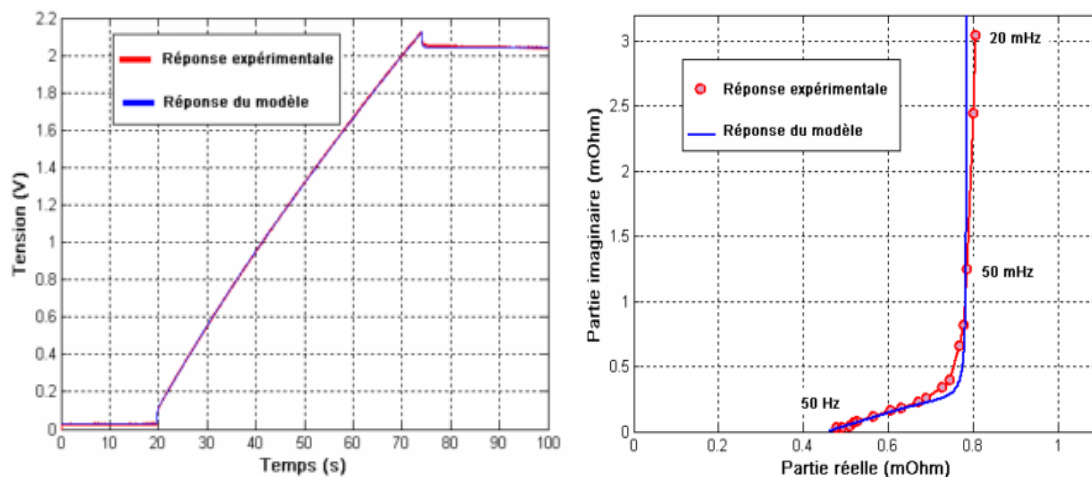 2.2
2
1.8
1.6
1.4
1.2
1
0.8
0.6
0.4
0.2
0
Tension (V)
Réponse expérimentale
Réponse du modèle
0 10 20 30 40 50 60 70 80 90 100
Temps (s)
3
2.5
2
1.5
1
0.5
0
Partie imaginaire (mOhm)
20 mHz
Réponse expérimentale
Réponse du modèle
50 mHz
50 Hz
0 0.2 0.4 0.6 0.8 1
Partie réelle (mOhm)